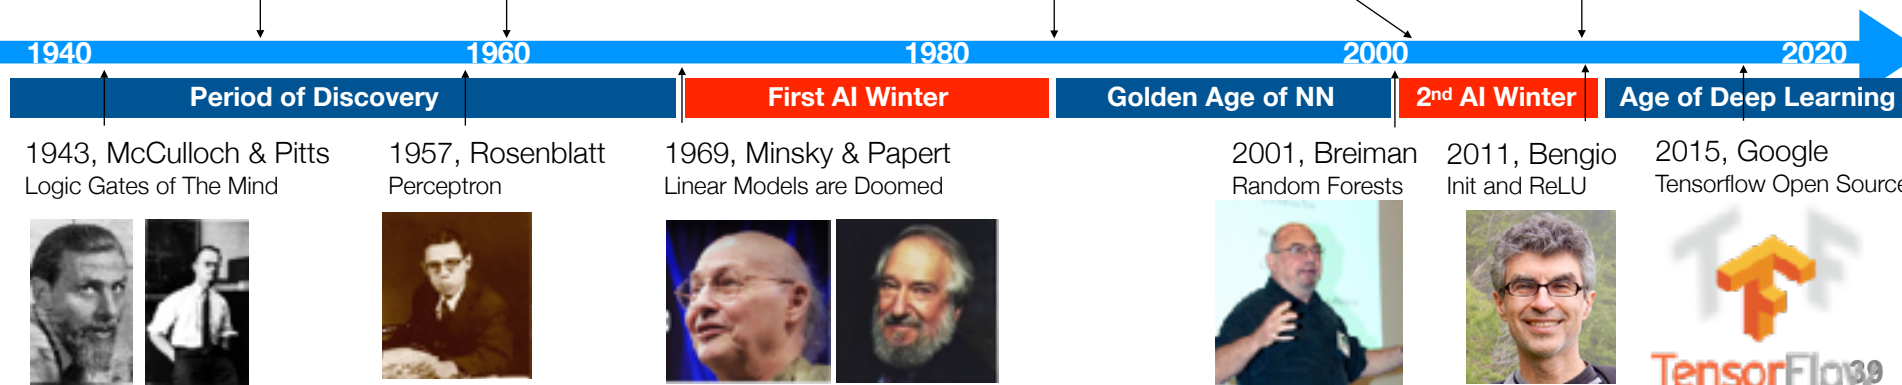 1940 1960 1980 2000 2020
Period of Discovery First AI Winter Golden Age of NN 2nd AI Winter Age of Deep Learning
1943, McCulloch & Pitts
Logic Gates of The Mind
1957, Rosenblatt
Perceptron
1969, Minsky & Papert
Linear Models are Doomed
2001, Breiman
Random Forests
2011, Bengio
Init and ReLU
2015, Google
Tensorflow Open Source
TensorFlow
39